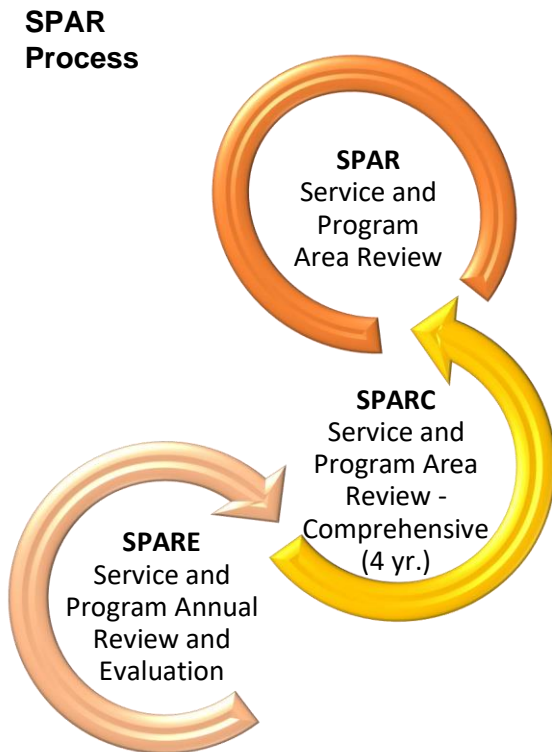 SPAR
Process
SPAR
Service and
Program
Area Review
SPARC
Service and
Program Area
Review -
Comprehensive
(4 yr.)
SPARE
Service and
Program Annual
Review and
Evaluation